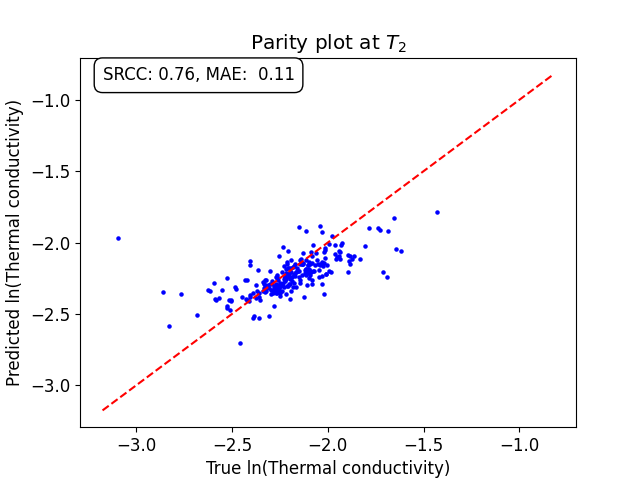 Parity plot at T₂
SRCC: 0.76, MAE:  0.11
Predicted ln(Thermal conductivity)
−1.0
−1.5
−2.0
−2.5
−3.0
−3.0 −2.5 −2.0 −1.5 −1.0
True ln(Thermal conductivity)